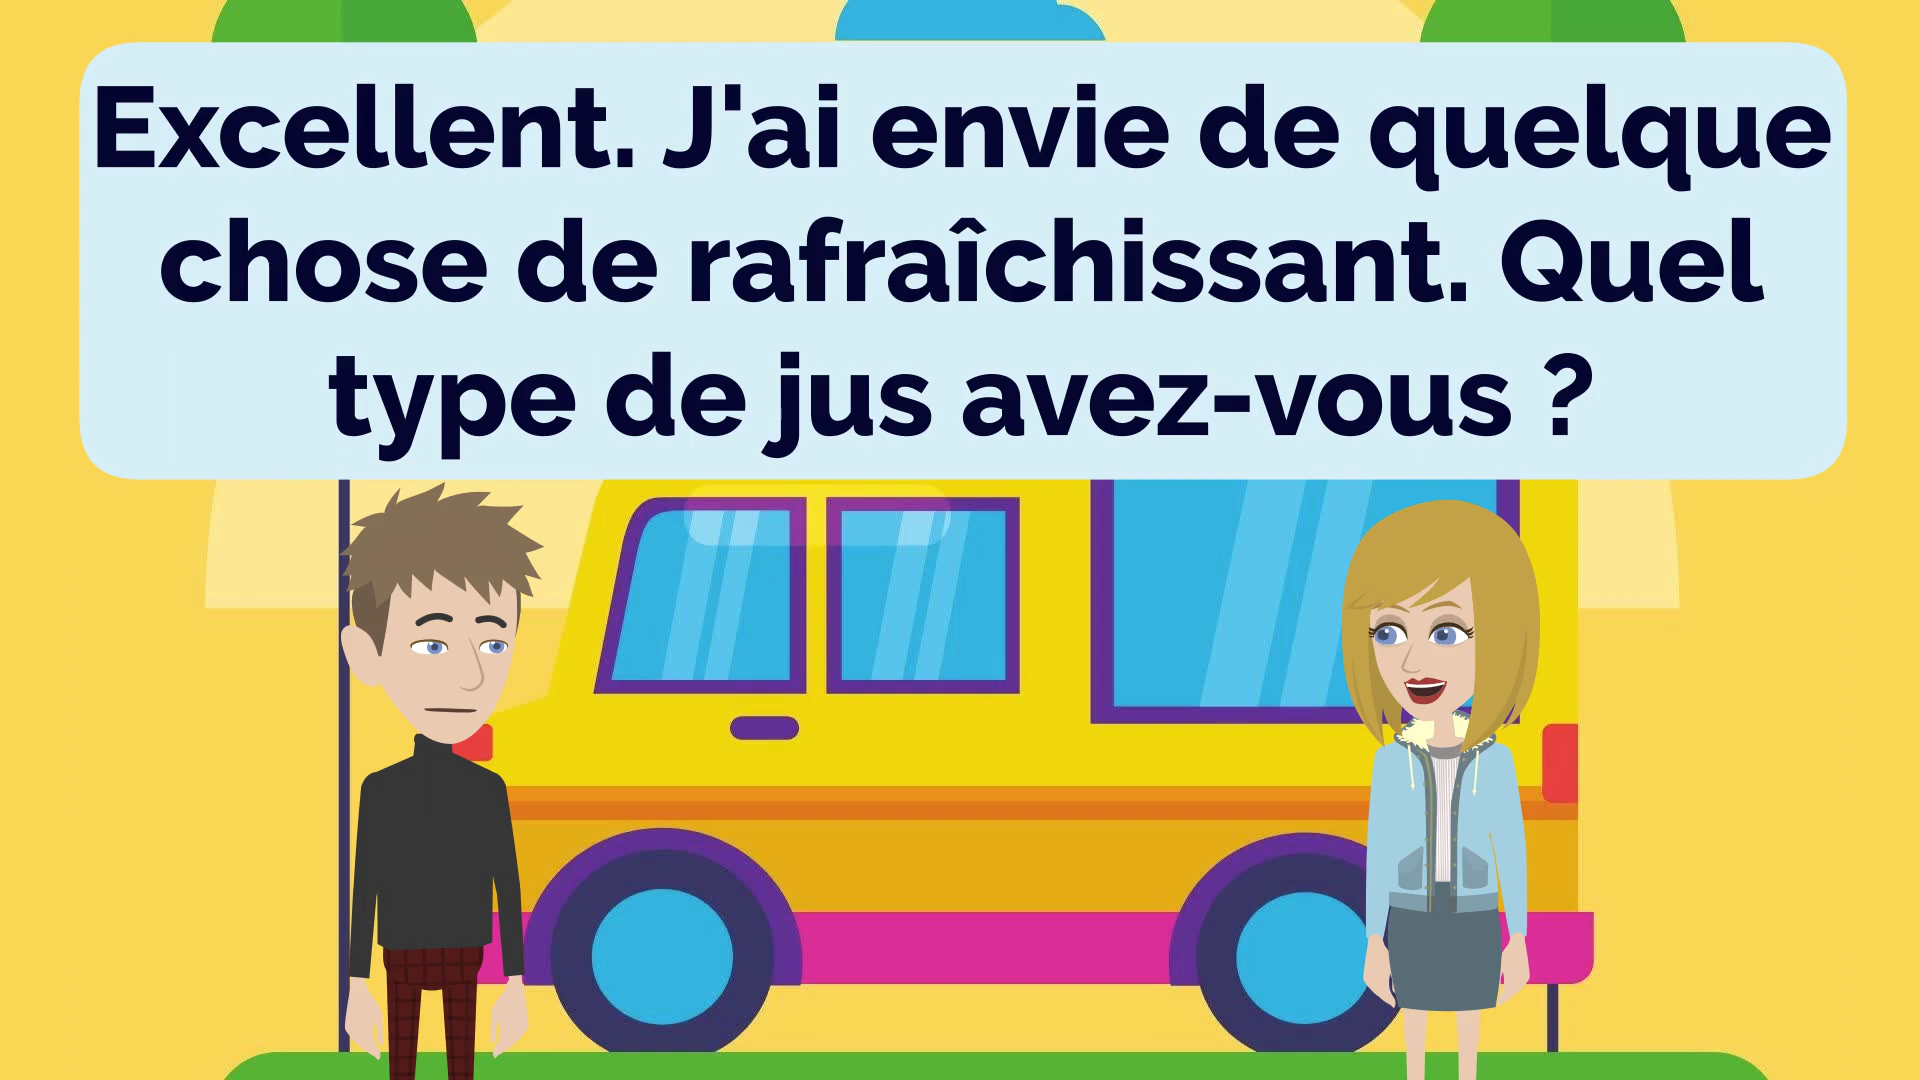 Excellent. J'ai envie de quelque
chose de rafraîchissant. Quel
type de jus avez-vous ?